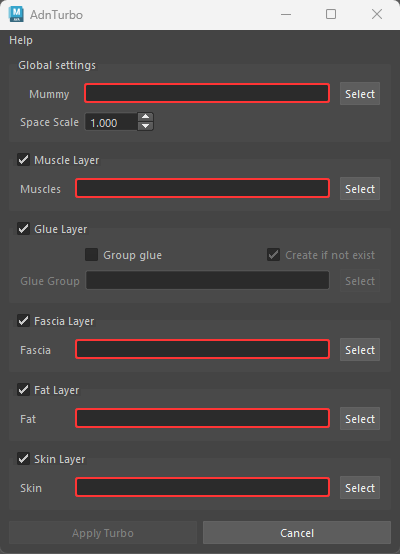 AdnTurbo
Help
Global settings
Mummy Select
Space Scale 1.000
Muscle Layer
Muscles Select
Glue Layer
Group glue Create if not exist
Glue Group Select
Fascia Layer
Fascia Select
Fat Layer
Fat Select
Skin Layer
Skin Select
Apply Turbo Cancel